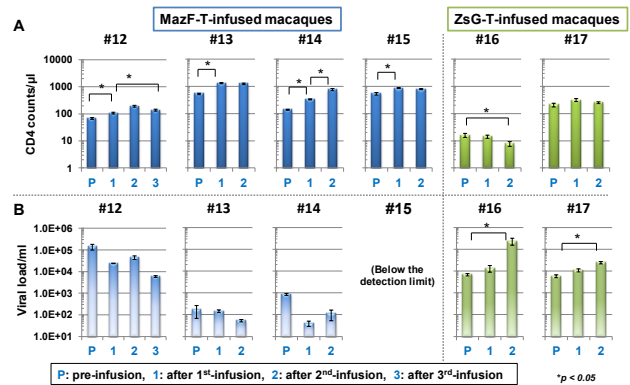 MazF-T-infused macaques ZsG-T-infused macaques
A
#12 #13 #14 #15 #16 #17
CD4 counts/µl
10000
1000
100
10
1
* * * * * * *
P 1 2 3 P 1 2 P 1 2 P 1 2 P 1 2 P 1 2
B
#12 #13 #14 #15 #16 #17
Viral load/ml
1.0E+06
1.0E+05
1.0E+04
1.0E+03
1.0E+02
1.0E+01
(Below the
detection limit)
* *
P 1 2 3 P 1 2 P 1 2 P 1 2 P 1 2
P: pre-infusion, 1: after 1st-infusion, 2: after 2nd-infusion, 3: after 3rd-infusion
*p < 0.05